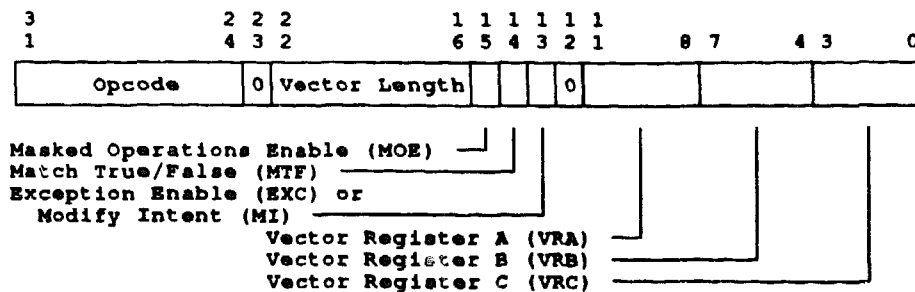 3 2 2 2 1 1 1 1 1 1
1 4 3 2 6 5 4 3 2 1 8 7 4 3 0
Opcode 0 Vector Length 0
Masked Operations Enable (MOE)
Match True/False (MTF)
Exception Enable (EXC) or
Modify Intent (MI)
Vector Register A (VRA)
Vector Register B (VRB)
Vector Register C (VRC)